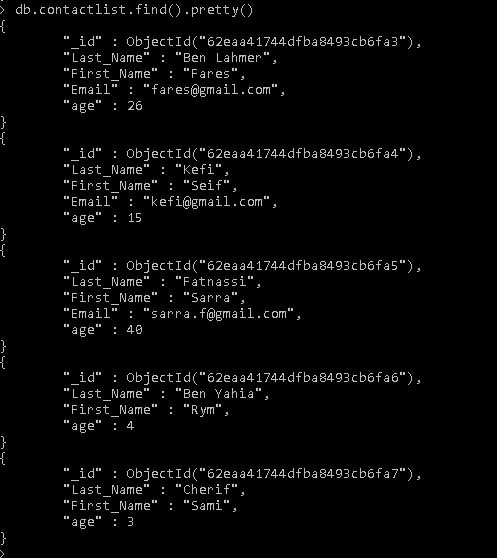 > db.contactlist.find().pretty()
{
"_id" : ObjectId("62eaa41744dfba8493cb6fa3"),
"Last_Name" : "Ben Lahmer",
"First_Name" : "Fares",
"Email" : "fares@gmail.com",
"age" : 26
}
{
"_id" : ObjectId("62eaa41744dfba8493cb6fa4"),
"Last_Name" : "Kefi",
"First_Name" : "Seif",
"Email" : "kefi@gmail.com",
"age" : 15
}
{
"_id" : ObjectId("62eaa41744dfba8493cb6fa5"),
"Last_Name" : "Fatnassi",
"First_Name" : "Sarra",
"Email" : "sarra.f@gmail.com",
"age" : 40
}
{
"_id" : ObjectId("62eaa41744dfba8493cb6fa6"),
"Last_Name" : "Ben Yahia",
"First_Name" : "Rym",
"age" : 4
}
{
"_id" : ObjectId("62eaa41744dfba8493cb6fa7"),
"Last_Name" : "Cherif",
"First_Name" : "Sami",
"age" : 3
}
>